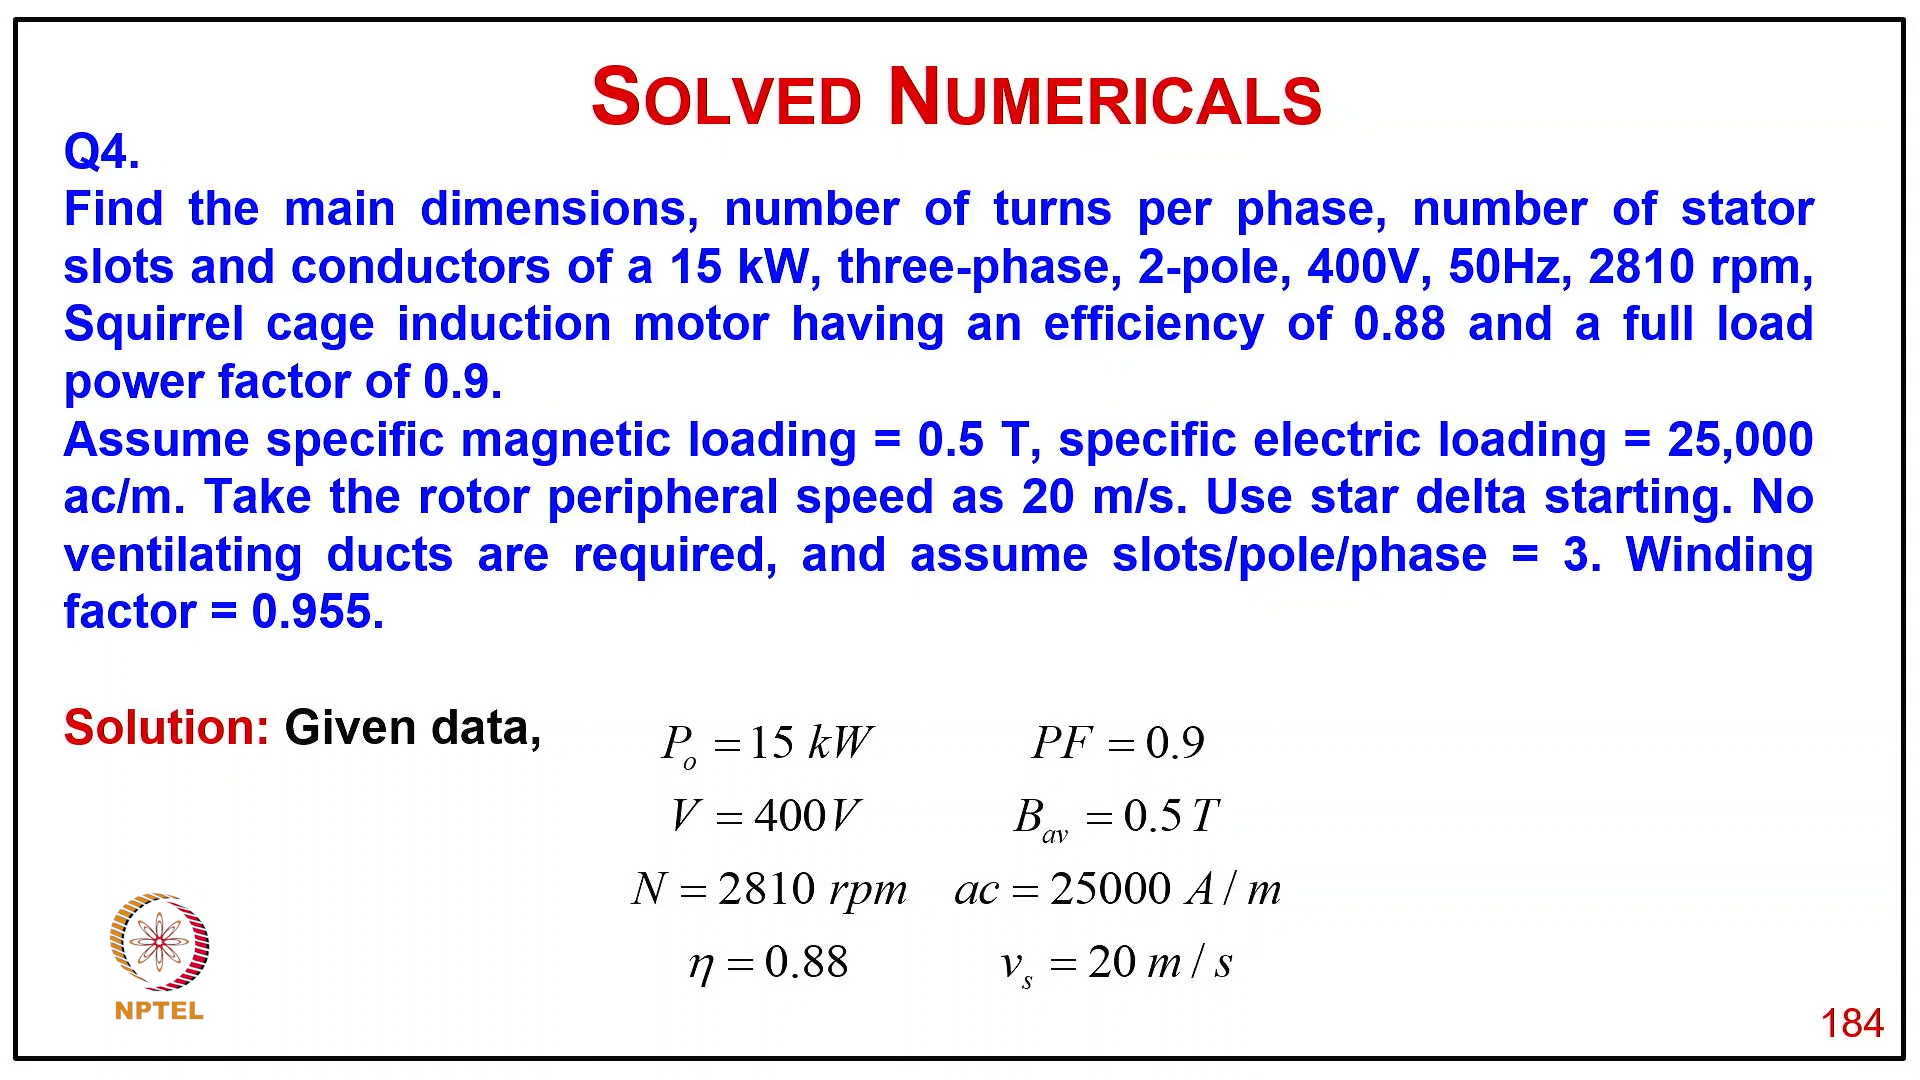 SOLVED NUMERICALS
Q4.
Find the main dimensions, number of turns per phase, number of stator
slots and conductors of a 15 kW, three-phase, 2-pole, 400V, 50Hz, 2810 rpm,
Squirrel cage induction motor having an efficiency of 0.88 and a full load
power factor of 0.9.
Assume specific magnetic loading = 0.5 T, specific electric loading = 25,000
ac/m. Take the rotor peripheral speed as 20 m/s. Use star delta starting. No
ventilating ducts are required, and assume slots/pole/phase = 3. Winding
factor = 0.955.
Solution: Given data,
P_o = 15 kW PF = 0.9
V = 400V B_av = 0.5 T
N = 2810 rpm ac = 25000 A / m
η = 0.88 v_s = 20 m / s
NPTEL
184